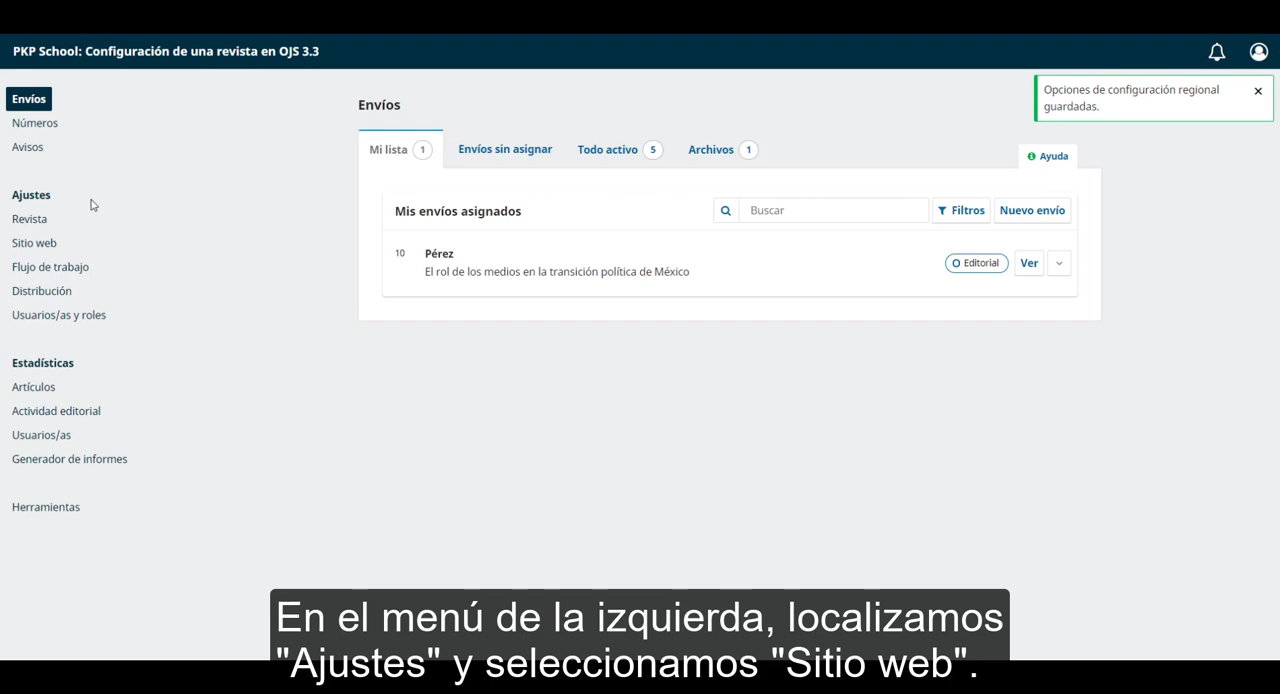 PKP School: Configuración de una revista en OJS 3.3
Opciones de configuración regional
guardadas.
Envíos
Números
Avisos
Ajustes
Revista
Sitio web
Flujo de trabajo
Distribución
Usuarios/as y roles
Estadísticas
Artículos
Actividad editorial
Usuarios/as
Generador de informes
Herramientas
Envíos
Mi lista 1 Envíos sin asignar Todo activo 5 Archivos 1
Ayuda
Mis envíos asignados Buscar Filtros Nuevo envío
10 Pérez Editorial Ver
El rol de los medios en la transición política de México
En el menú de la izquierda, localizamos
"Ajustes" y seleccionamos "Sitio web".